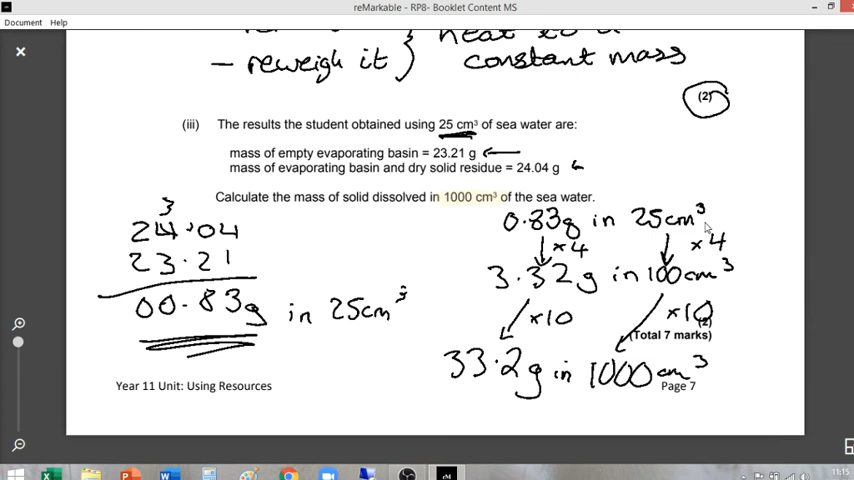 reMarkable - RP8- Booklet Content MS
Document Help
heat to a
- reweigh it } constant mass
(2)
(iii) The results the student obtained using 25 cm³ of sea water are:
mass of empty evaporating basin = 23.21 g
mass of evaporating basin and dry solid residue = 24.04 g
Calculate the mass of solid dissolved in 1000 cm³ of the sea water.
3
24.04
23.21
00.83g in 25cm³
0.83g in 25cm³
×4 ×4
3.32g in 100cm³
×10 ×10
(2)
(Total 7 marks)
33.2g in 1000cm³
Year 11 Unit: Using Resources
Page 7
11:15